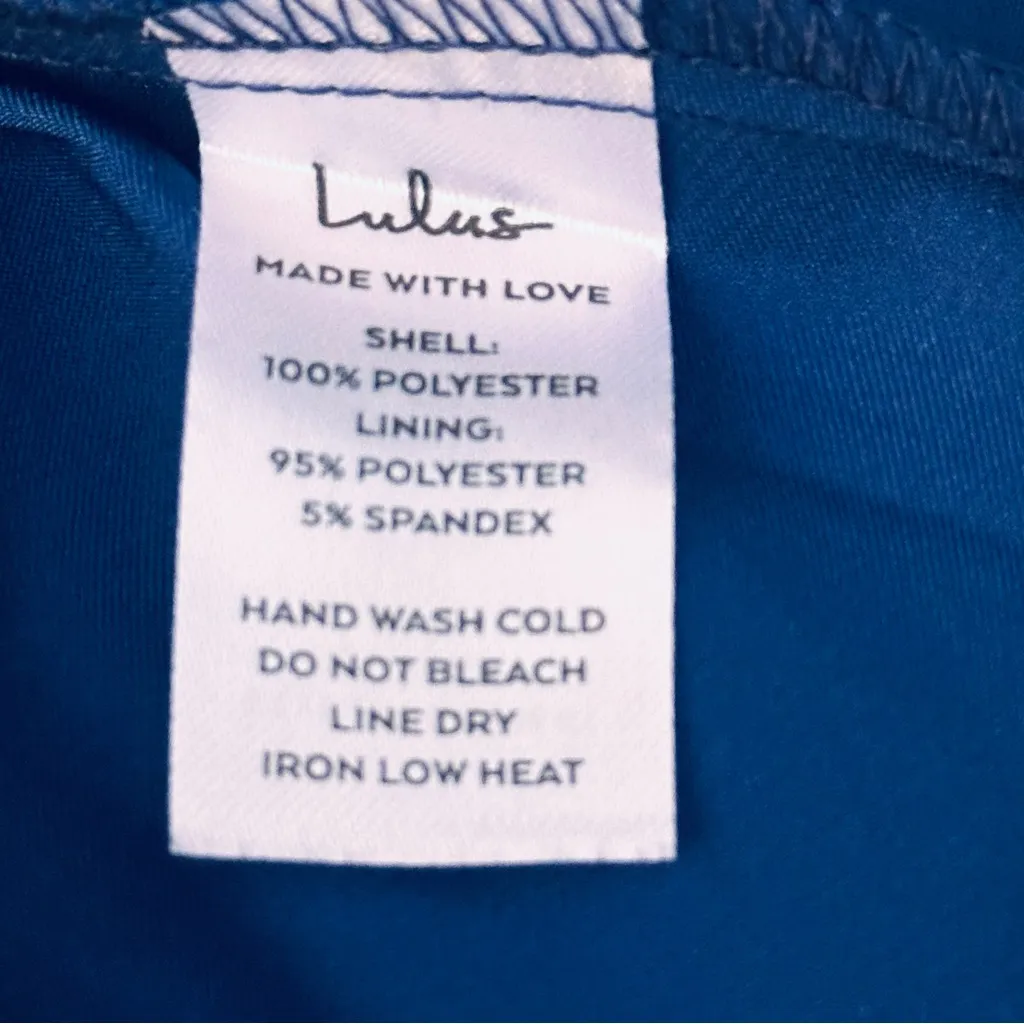 Lulus
MADE WITH LOVE
SHELL:
100% POLYESTER
LINING:
95% POLYESTER
5% SPANDEX
HAND WASH COLD
DO NOT BLEACH
LINE DRY
IRON LOW HEAT